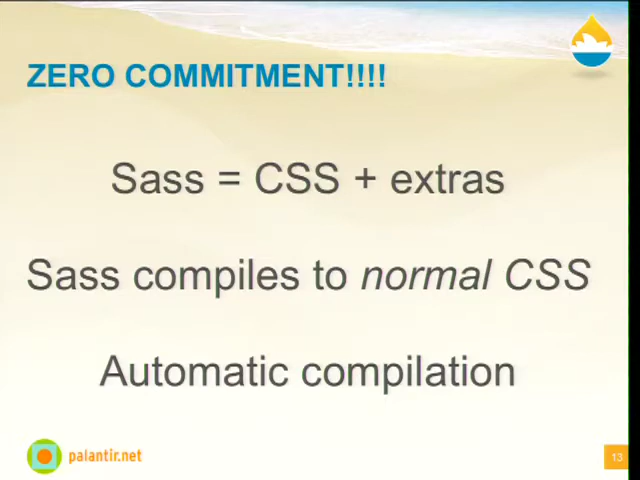 ZERO COMMITMENT!!!!
Sass = CSS + extras
Sass compiles to normal CSS
Automatic compilation
palantir.net
13